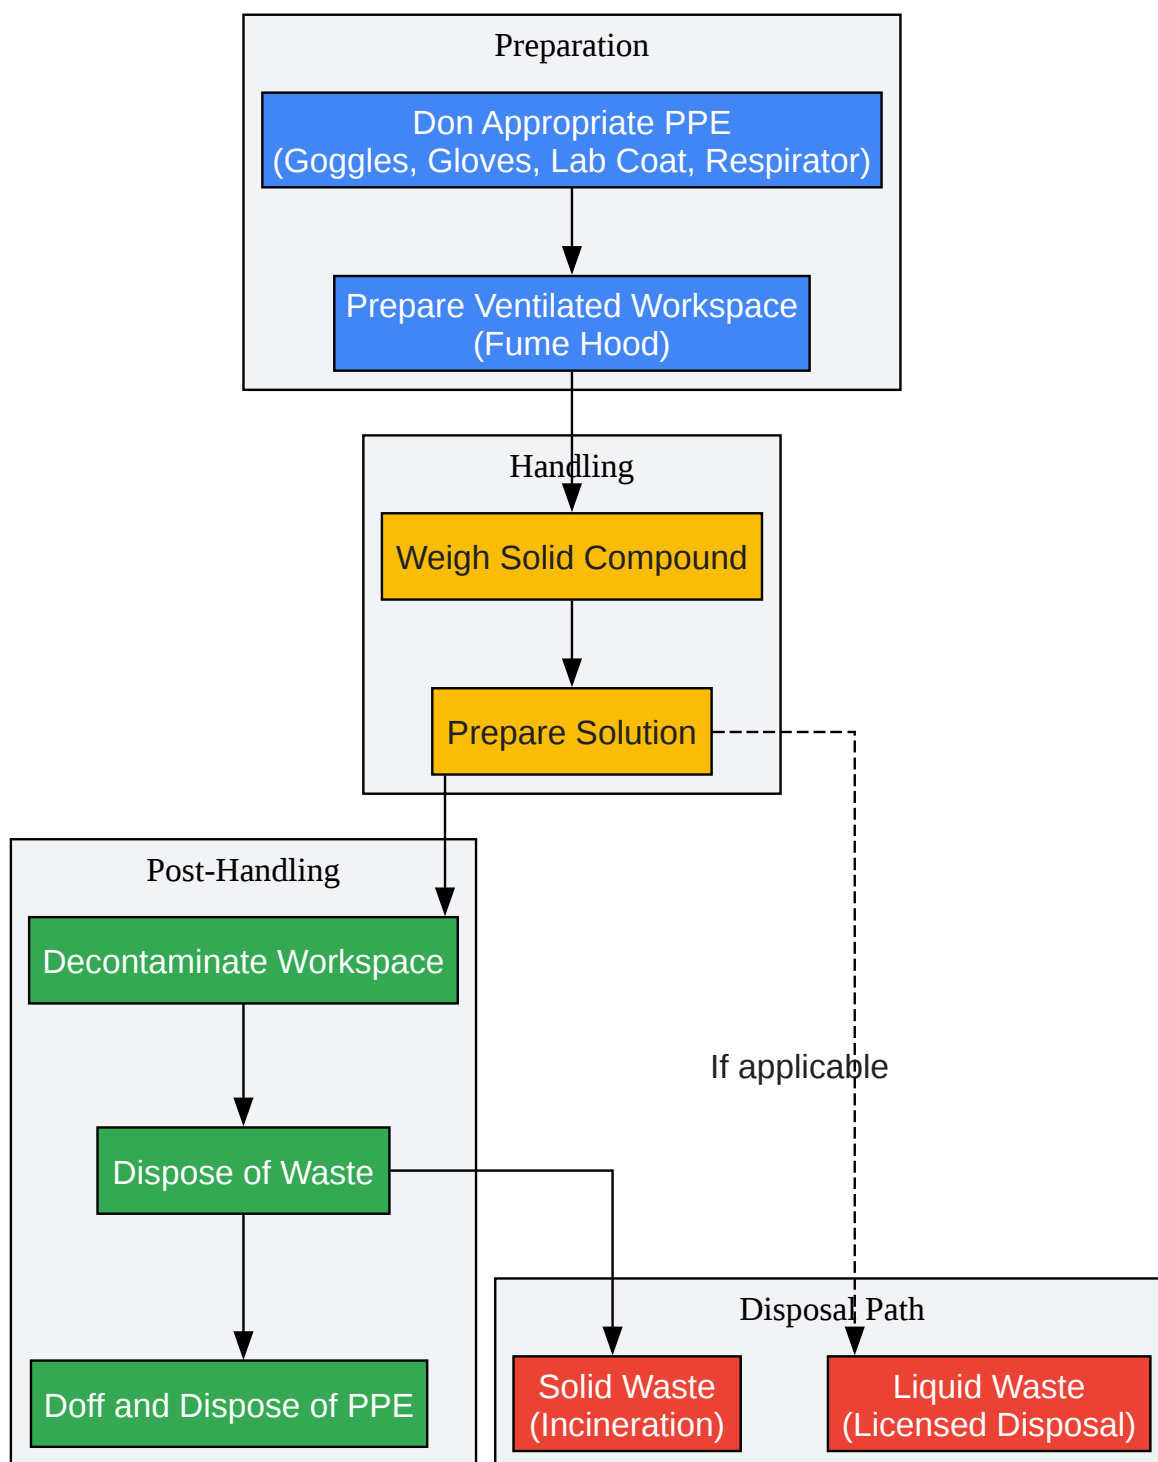 Preparation
Don Appropriate PPE
(Goggles, Gloves, Lab Coat, Respirator)
Prepare Ventilated Workspace
(Fume Hood)
Handling
Weigh Solid Compound
Prepare Solution
Post-Handling
Decontaminate Workspace
If applicable
Dispose of Waste
Disposal Path
Solid Waste
(Incineration)
Liquid Waste
(Licensed Disposal)
Doff and Dispose of PPE